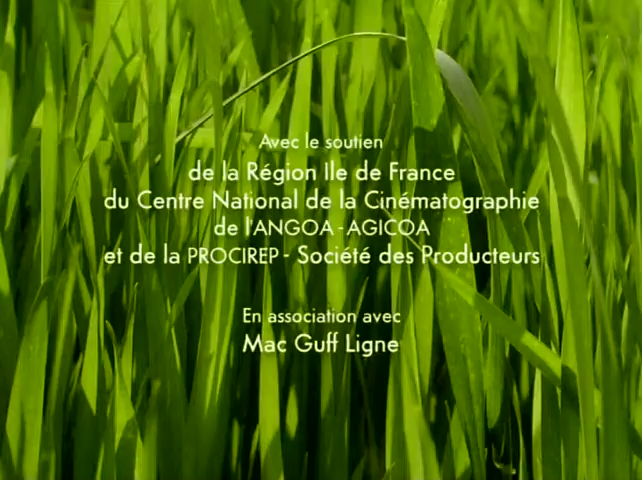 Avec le soutien
de la Région Ile de France
du Centre National de la Cinématographie
de l'ANGOA - AGICOA
et de la PROCIREP - Société des Producteurs
En association avec
Mac Guff Ligne